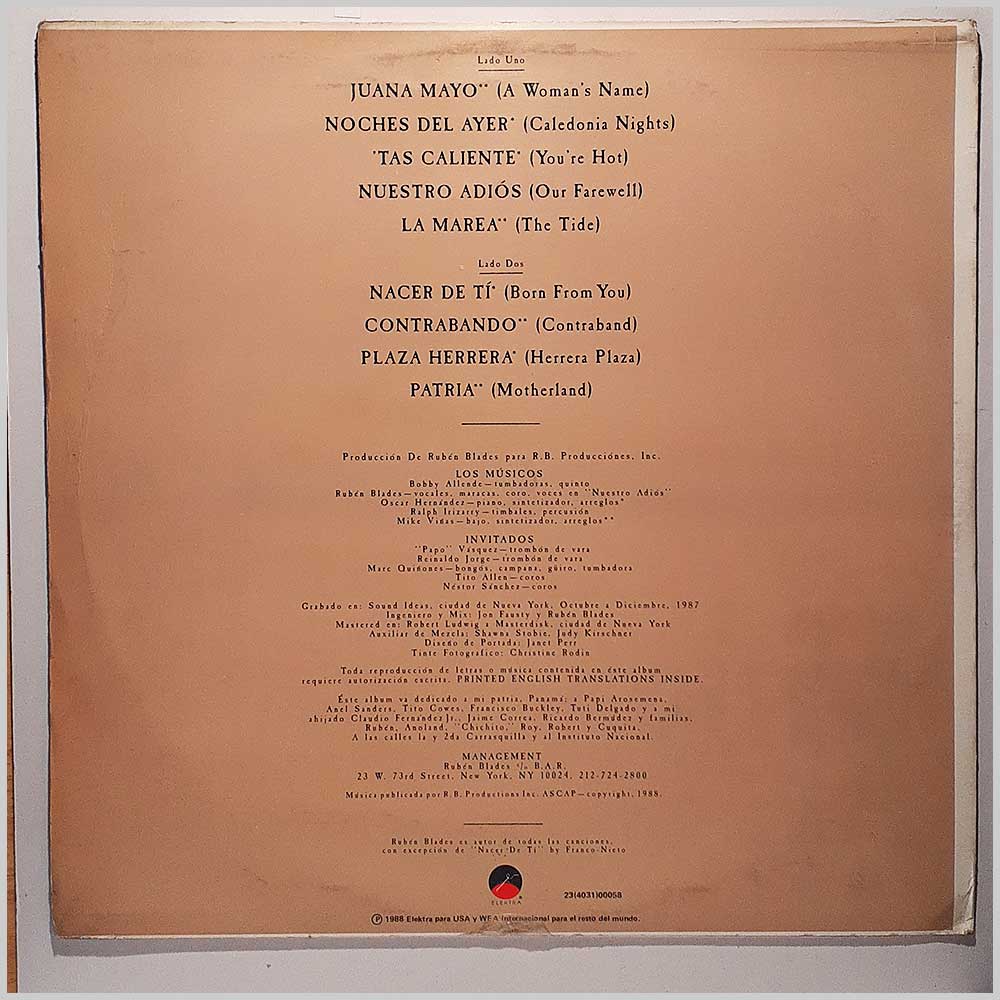 Lado Uno
JUANA MAYO** (A Woman's Name)
NOCHES DEL AYER* (Caledonia Nights)
'TAS CALIENTE* (You're Hot)
NUESTRO ADIÓS (Our Farewell)
LA MAREA** (The Tide)
Lado Dos
NACER DE TÍ* (Born From You)
CONTRABANDO** (Contraband)
PLAZA HERRERA* (Herrera Plaza)
PATRIA** (Motherland)
Producción De Rubén Blades para R.B. Producciónes, Inc.
LOS MÚSICOS
Bobby Allende—tumbadoras, quinto
Rubén Blades—vocales, maracas, coro, voces en "Nuestro Adiós"
Oscar Hernández—piano, sintetizador, arreglos*
Ralph Irizarry—timbales, percusión
Mike Viñas—bajo, sintetizador, arreglos**
INVITADOS
"Papo" Vásquez—trombón de vara
Reinaldo Jorge—trombón de vara
Marc Quiñones—bongós, campana, güiro, tumbadora
Tito Allen—coros
Néstor Sánchez—coros
Grabado en: Sound Ideas, ciudad de Nueva York, Octubre a Diciembre, 1987
Ingeniero y Mix: Jon Fausty y Rubén Blades
Mastered en: Robert Ludwig a Masterdisk, ciudad de Nueva York
Auxiliar de Mezcla: Shawna Stobie, Judy Kirschner
Diseño de Portada: Janet Perr
Tinte Fotográfico: Christine Rodin
Toda reproducción de letras o música contenida en éste album
requiere autorización escrita. PRINTED ENGLISH TRANSLATIONS INSIDE.
Éste album va dedicado a mi patria, Panamá; a Papi Arosemena,
Anel Sanders, Tito Cowes, Francisco Buckley, Tuti Delgado y a mi
ahijado Claudio Fernández Jr., Jaime Correa, Ricardo Bermúdez y familias,
Rubén, Anoland, "Chichito," Roy, Robert y Cuquita.
A las calles 1a y 2da Carrasquilla y al Instituto Nacional.
MANAGEMENT
Rubén Blades c/o B.A.R.
23 W. 73rd Street, New York, NY 10024, 212-724-2800
Música publicada por R.B. Productions Inc. ASCAP—copyright, 1988.
Rubén Blades es autor de todas las canciones,
con excepción de "Nacer De Tí" by Franco-Nieto
ELEKTRA®
23(4031)00058
Ⓟ 1988 Elektra para USA y WEA Internacional para el resto del mundo.